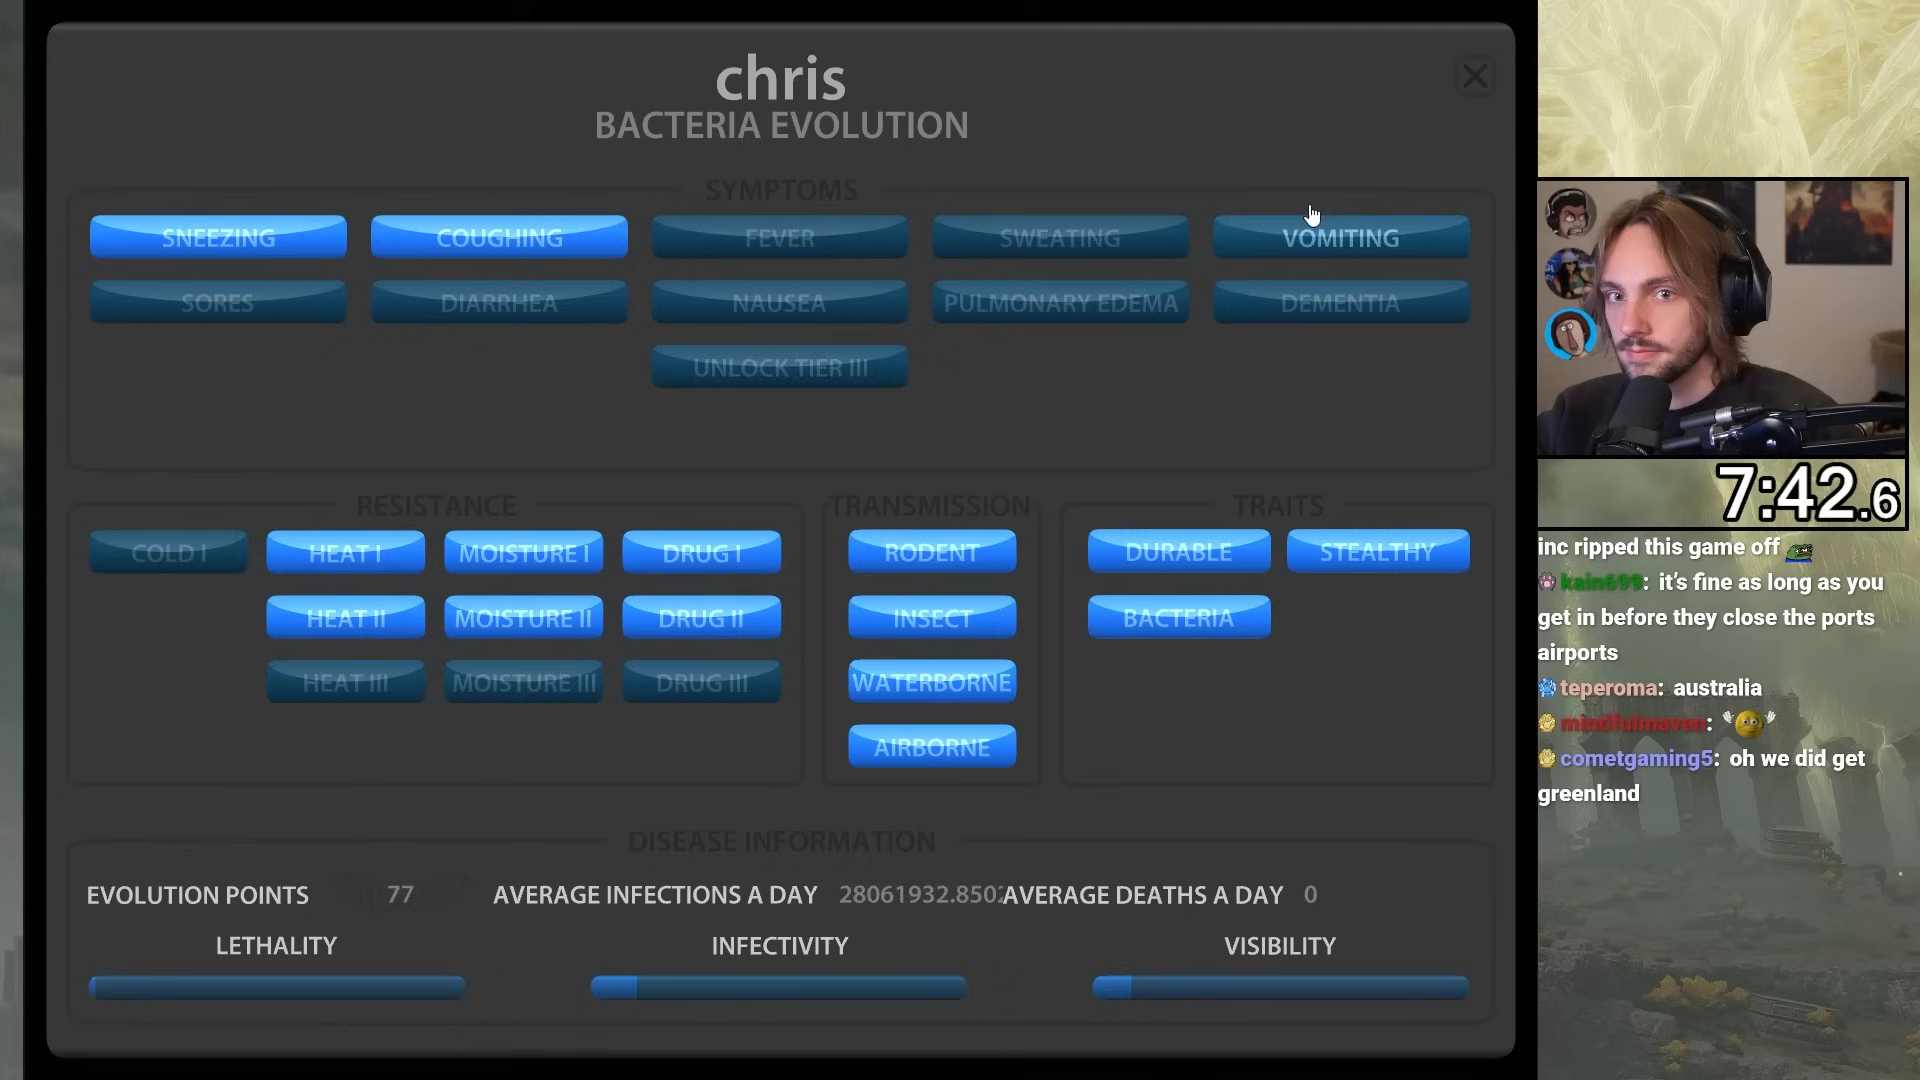 chris
BACTERIA EVOLUTION
SYMPTOMS
SNEEZING COUGHING FEVER SWEATING VOMITING
SORES DIARRHEA NAUSEA PULMONARY EDEMA DEMENTIA
UNLOCK TIER III
RESISTANCE
COLD I HEAT I MOISTURE I DRUG I
HEAT II MOISTURE II DRUG II
HEAT III MOISTURE III DRUG III
TRANSMISSION
RODENT
INSECT
WATERBORNE
AIRBORNE
TRAITS
DURABLE STEALTHY
BACTERIA
DISEASE INFORMATION
EVOLUTION POINTS 77 AVERAGE INFECTIONS A DAY 28061932.850 AVERAGE DEATHS A DAY 0
LETHALITY INFECTIVITY VISIBILITY
7:42.6
inc ripped this game off
kain699: it's fine as long as you
get in before they close the ports
airports
teperoma: australia
mindfulmaven:
cometgaming5: oh we did get
greenland